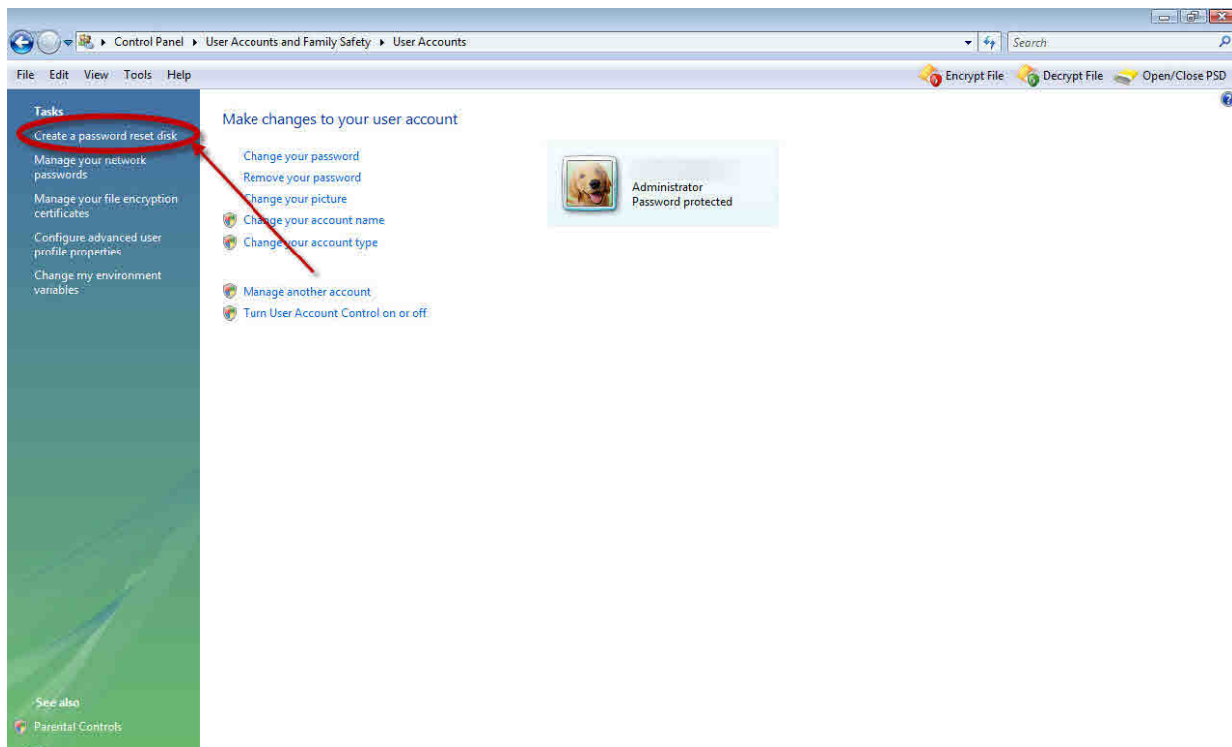 Control Panel ▸ User Accounts and Family Safety ▸ User Accounts
Search
File Edit View Tools Help
Encrypt File Decrypt File Open/Close PSD
Tasks
Create a password reset disk
Manage your network
passwords
Manage your file encryption
certificates
Configure advanced user
profile properties
Change my environment
variables
Make changes to your user account
Change your password
Remove your password
Change your picture
Change your account name
Change your account type
Manage another account
Turn User Account Control on or off
Administrator
Password protected
See also
Parental Controls